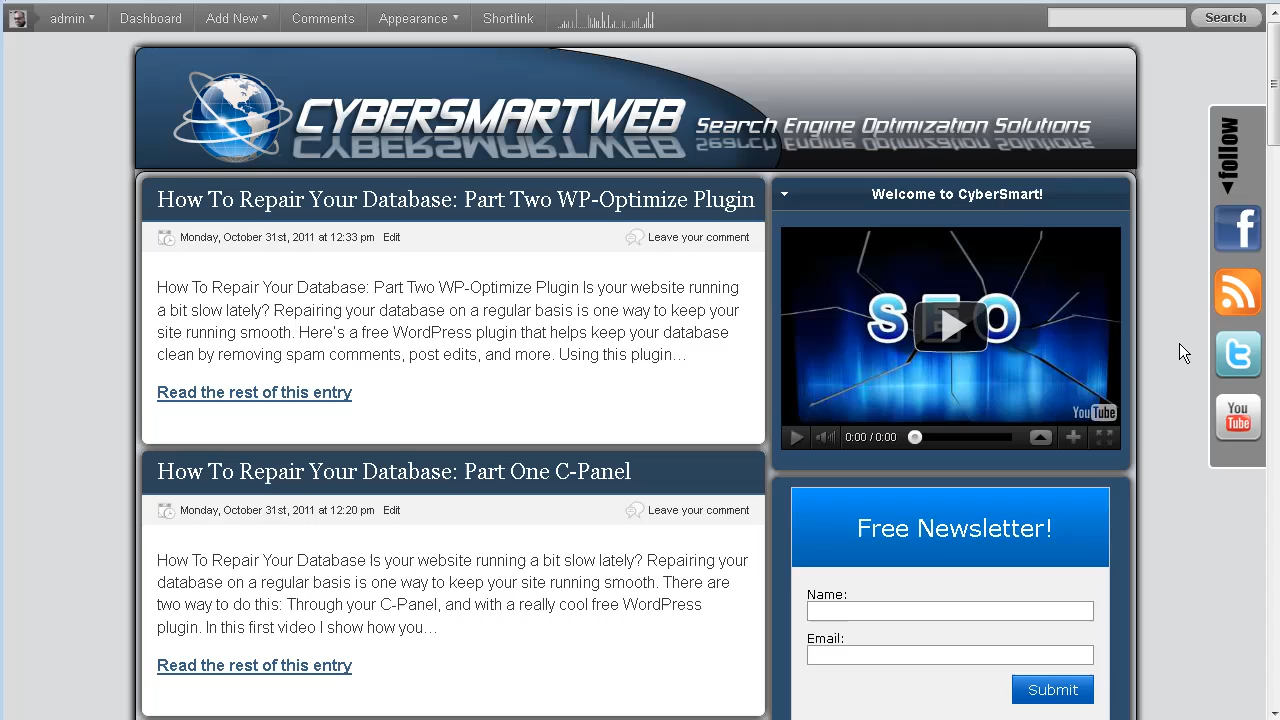 admin Dashboard Add New Comments Appearance Shortlink Search
CYBERSMARTWEB Search Engine Optimization Solutions
How To Repair Your Database: Part Two WP-Optimize Plugin
Monday, October 31st, 2011 at 12:33 pm Edit Leave your comment
How To Repair Your Database: Part Two WP-Optimize Plugin Is your website running
a bit slow lately? Repairing your database on a regular basis is one way to keep your
site running smooth. Here's a free WordPress plugin that helps keep your database
clean by removing spam comments, post edits, and more. Using this plugin…
Read the rest of this entry
How To Repair Your Database: Part One C-Panel
Monday, October 31st, 2011 at 12:20 pm Edit Leave your comment
How To Repair Your Database Is your website running a bit slow lately? Repairing your
database on a regular basis is one way to keep your site running smooth. There are
two way to do this: Through your C-Panel, and with a really cool free WordPress
plugin. In this first video I show how you…
Read the rest of this entry
Welcome to CyberSmart!
SEO
YouTube
0:00 / 0:00
Free Newsletter!
Name:
Email:
Submit
follow
f
t
You
Tube